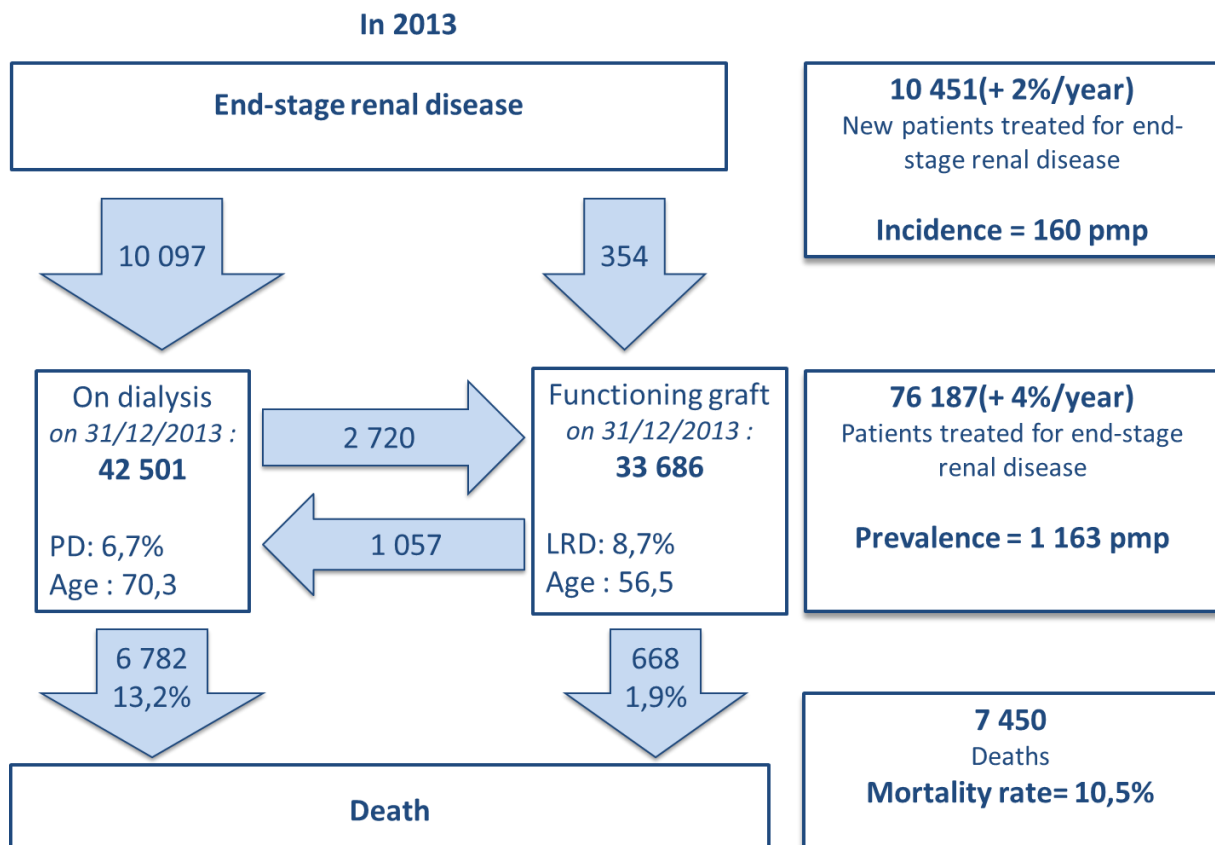 In 2013
End-stage renal disease
10 451(+ 2%/year)
New patients treated for end-
stage renal disease
Incidence = 160 pmp
10 097
354
On dialysis
on 31/12/2013 :
42 501
PD: 6,7%
Age : 70,3
2 720
1 057
Functioning graft
on 31/12/2013 :
33 686
LRD: 8,7%
Age : 56,5
76 187(+ 4%/year)
Patients treated for end-stage
renal disease
Prevalence = 1 163 pmp
6 782
13,2%
668
1,9%
7 450
Deaths
Mortality rate= 10,5%
Death